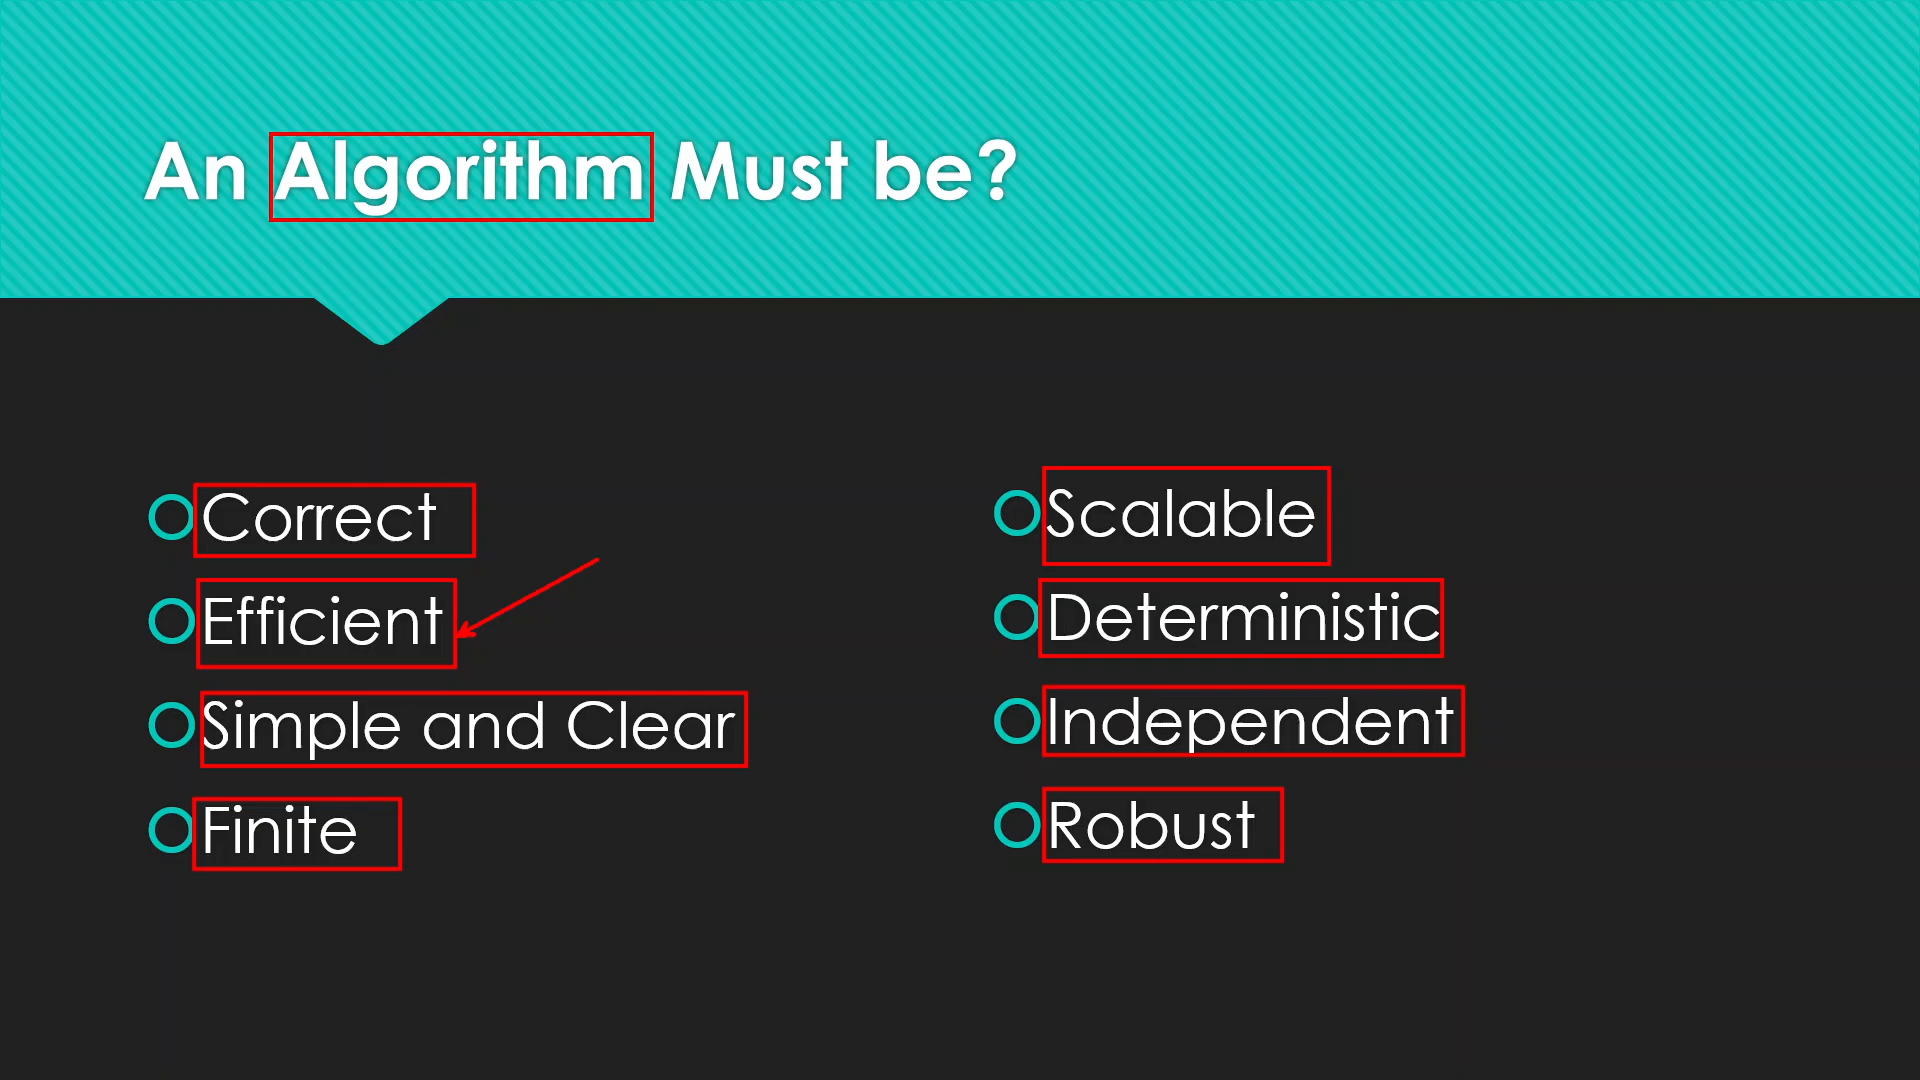 An Algorithm Must be?
Correct
Efficient
Simple and Clear
Finite
Scalable
Deterministic
Independent
Robust